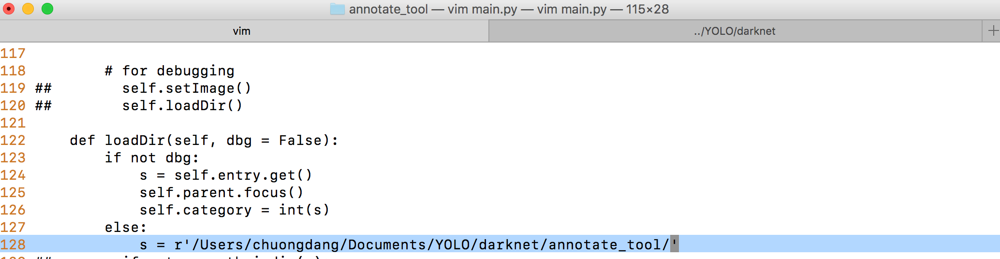 annotate_tool — vim main.py — vim main.py — 115×28
vim
../YOLO/darknet
117
118         # for debugging
119 ##        self.setImage()
120 ##        self.loadDir()
121
122     def loadDir(self, dbg = False):
123         if not dbg:
124             s = self.entry.get()
125             self.parent.focus()
126             self.category = int(s)
127         else:
128             s = r'/Users/chuongdang/Documents/YOLO/darknet/annotate_tool/'